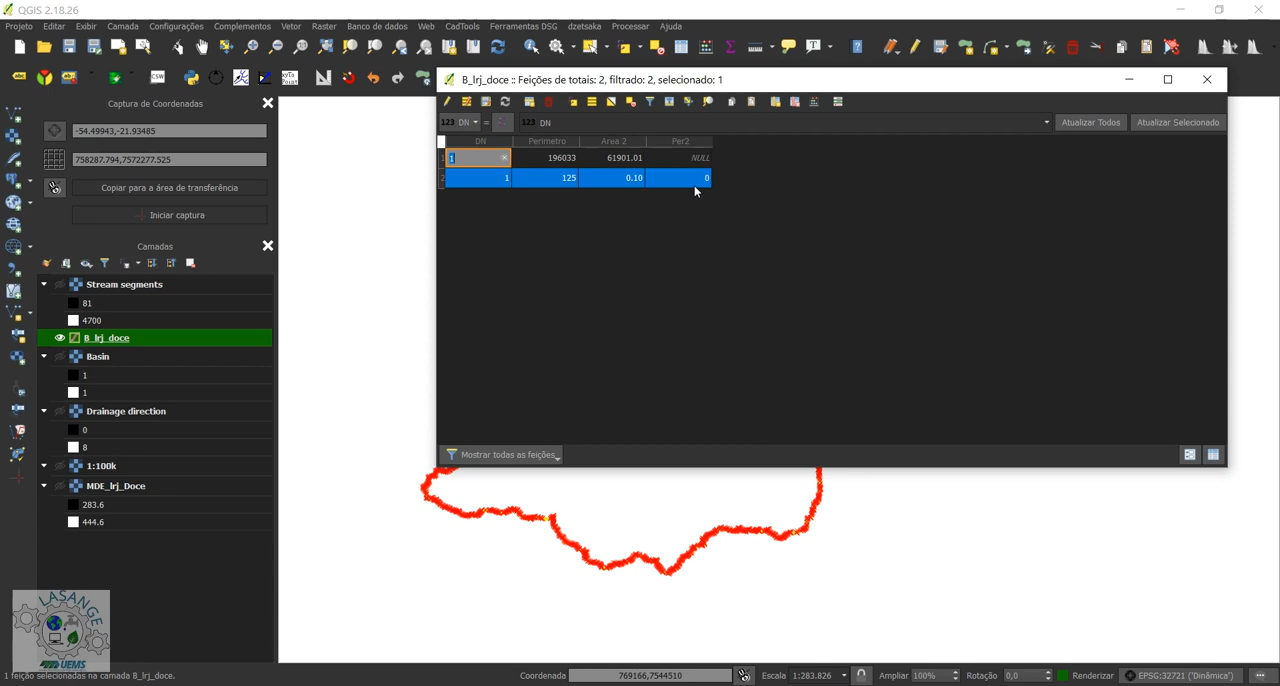 QGIS 2.18.26
Projeto Editar Exibir Camada Configurações Complementos Vetor Raster Banco de dados Web CadTools Ferramentas DSG dzetsaka Processar Ajuda
B_lrj_doce :: Feições de totais: 2, filtrado: 2, selecionado: 1
Captura de Coordenadas
-54.49943,-21.93485
758287.794,7572277.525
Copiar para a área de transferência
Iniciar captura
123 DN = 123 DN Atualizar Todos Atualizar Selecionado
DN Perimetro Area 2 Per2
1 1 196033 61901.01 NULL
2 1 125 0.10 0
Mostrar todas as feições
Camadas
Stream segments
81
4700
B_lrj_doce
Basin
1
1
Drainage direction
0
8
1:100k
MDE_lrj_Doce
283.6
444.6
LASANGE
UEMS
1 feição selecionadas na camada B_lrj_doce.
Coordenada 769166,7544510 Escala 1:283.826 Ampliar 100% Rotação 0,0 Renderizar EPSG:32721 ('Dinâmica')